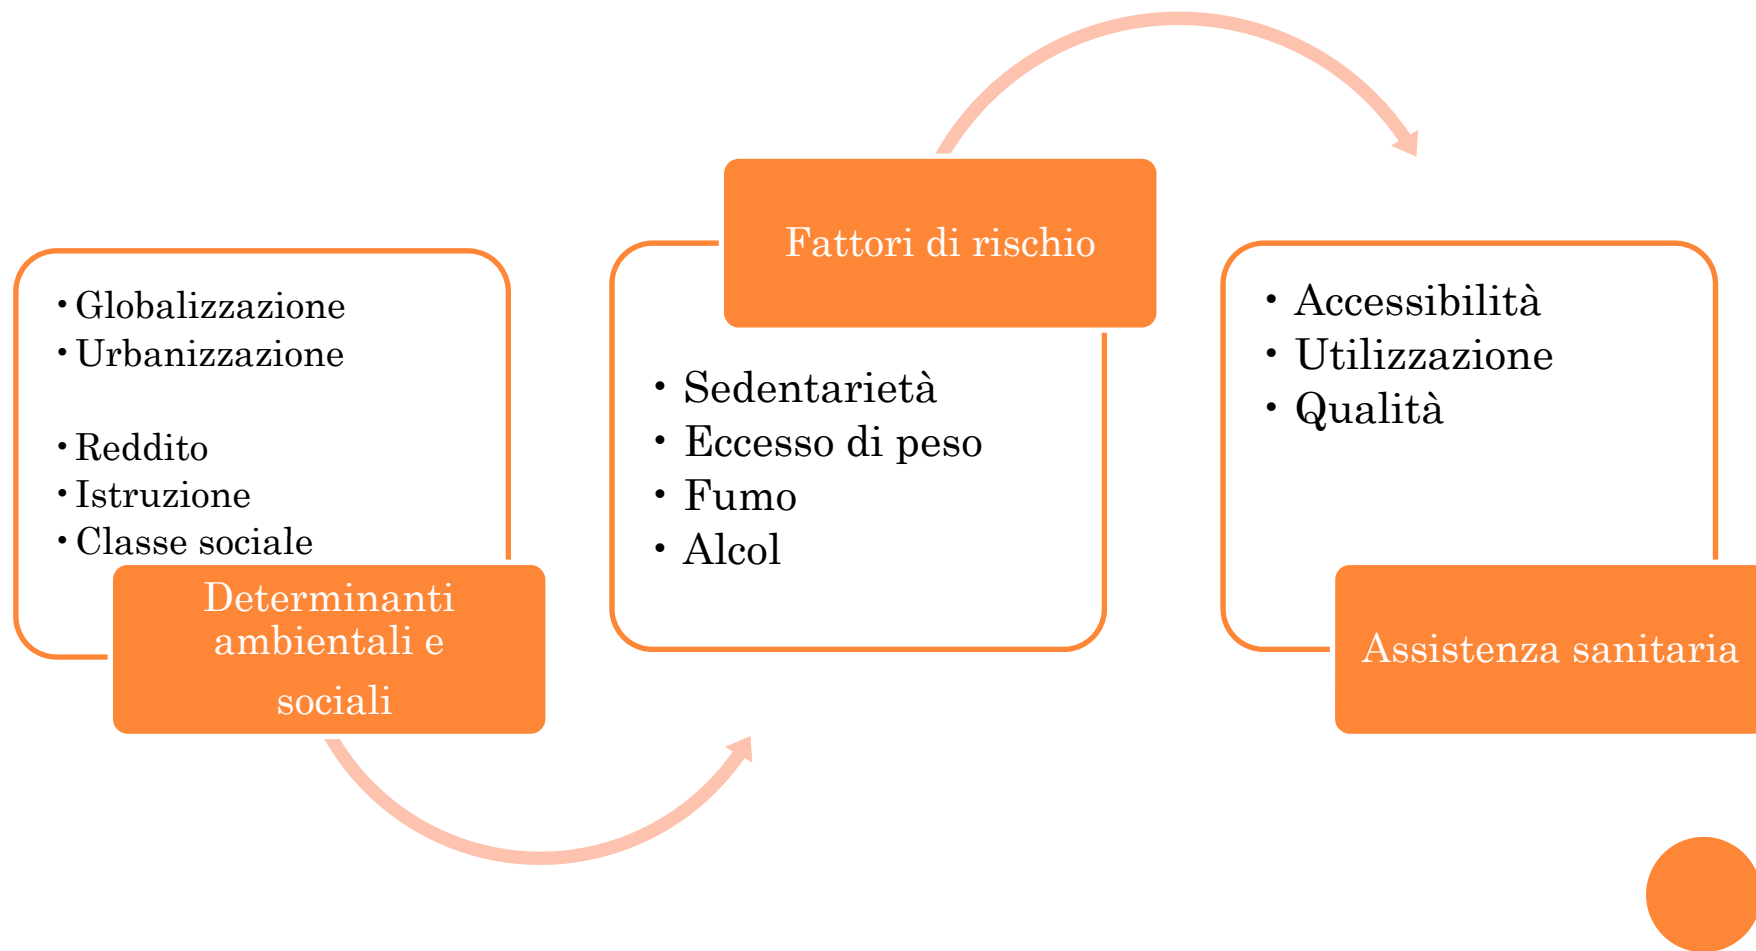 • Globalizzazione
• Urbanizzazione
• Reddito
• Istruzione
• Classe sociale
Determinanti
ambientali e
sociali
Fattori di rischio
• Sedentarietà
• Eccesso di peso
• Fumo
• Alcol
• Accessibilità
• Utilizzazione
• Qualità
Assistenza sanitaria